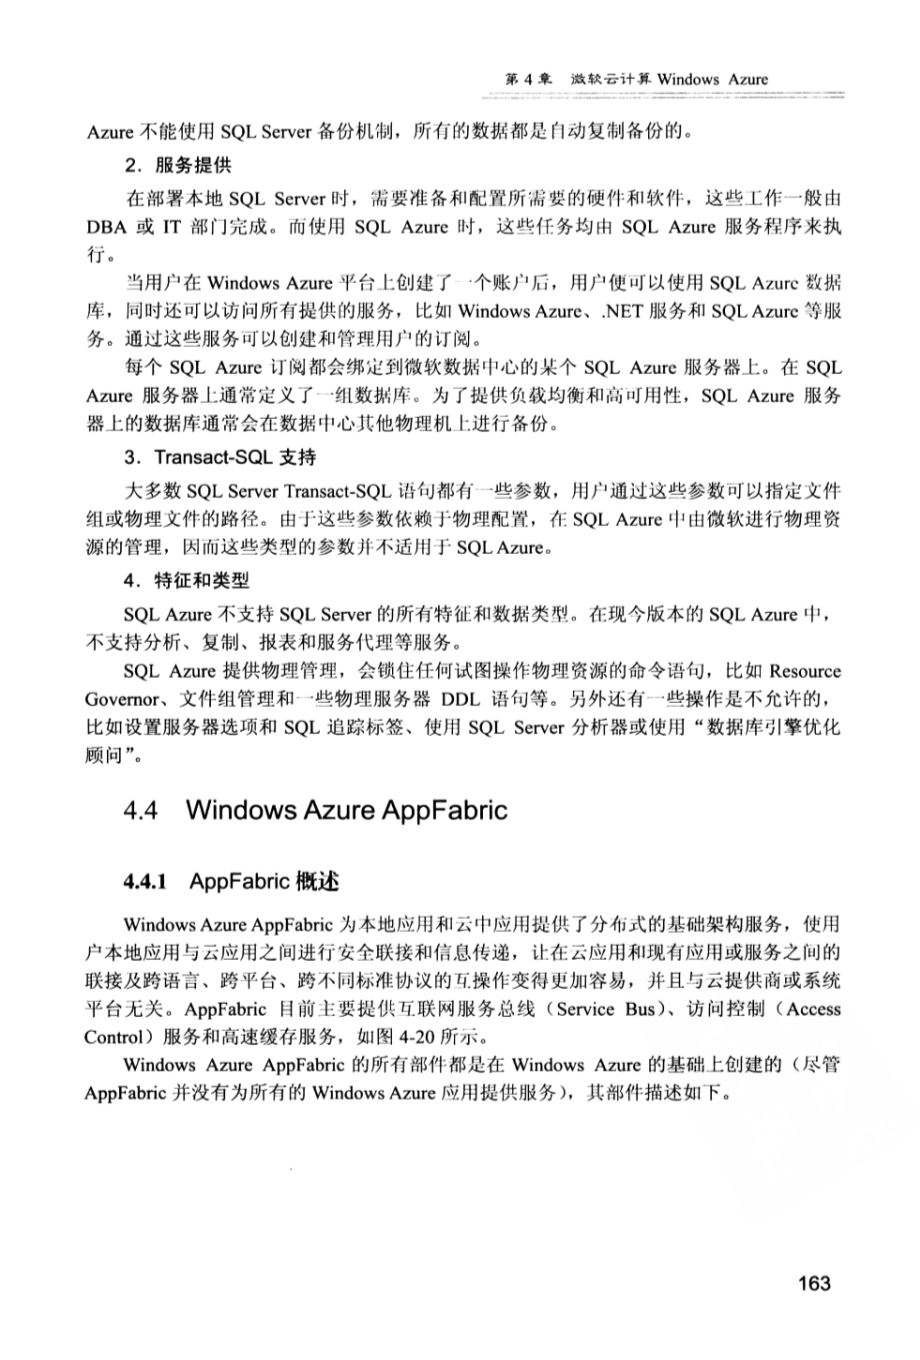 第 4 章 微软云计算 Windows Azure
Azure 不能使用 SQL Server 备份机制，所有的数据都是自动复制备份的。
2．服务提供
在部署本地 SQL Server 时，需要准备和配置所需要的硬件和软件，这些工作一般由
DBA 或 IT 部门完成。而使用 SQL Azure 时，这些任务均由 SQL Azure 服务程序来执
行。
当用户在 Windows Azure 平台上创建了一个账户后，用户便可以使用 SQL Azure 数据
库，同时还可以访问所有提供的服务，比如 Windows Azure、.NET 服务和 SQL Azure 等服
务。通过这些服务可以创建和管理用户的订阅。
每个 SQL Azure 订阅都会绑定到微软数据中心的某个 SQL Azure 服务器上。在 SQL
Azure 服务器上通常定义了一组数据库。为了提供负载均衡和高可用性，SQL Azure 服务
器上的数据库通常会在数据中心其他物理机上进行备份。
3．Transact-SQL 支持
大多数 SQL Server Transact-SQL 语句都有一些参数，用户通过这些参数可以指定文件
组或物理文件的路径。由于这些参数依赖于物理配置，在 SQL Azure 中由微软进行物理资
源的管理，因而这些类型的参数并不适用于 SQL Azure。
4．特征和类型
SQL Azure 不支持 SQL Server 的所有特征和数据类型。在现今版本的 SQL Azure 中，
不支持分析、复制、报表和服务代理等服务。
SQL Azure 提供物理管理，会锁住任何试图操作物理资源的命令语句，比如 Resource
Governor、文件组管理和一些物理服务器 DDL 语句等。另外还有一些操作是不允许的，
比如设置服务器选项和 SQL 追踪标签、使用 SQL Server 分析器或使用“数据库引擎优化
顾问”。
4.4 Windows Azure AppFabric
4.4.1 AppFabric 概述
Windows Azure AppFabric 为本地应用和云中应用提供了分布式的基础架构服务，使用
户本地应用与云应用之间进行安全联接和信息传递，让在云应用和现有应用或服务之间的
联接及跨语言、跨平台、跨不同标准协议的互操作变得更加容易，并且与云提供商或系统
平台无关。AppFabric 目前主要提供互联网服务总线（Service Bus）、访问控制（Access
Control）服务和高速缓存服务，如图 4-20 所示。
Windows Azure AppFabric 的所有部件都是在 Windows Azure 的基础上创建的（尽管
AppFabric 并没有为所有的 Windows Azure 应用提供服务），其部件描述如下。
163